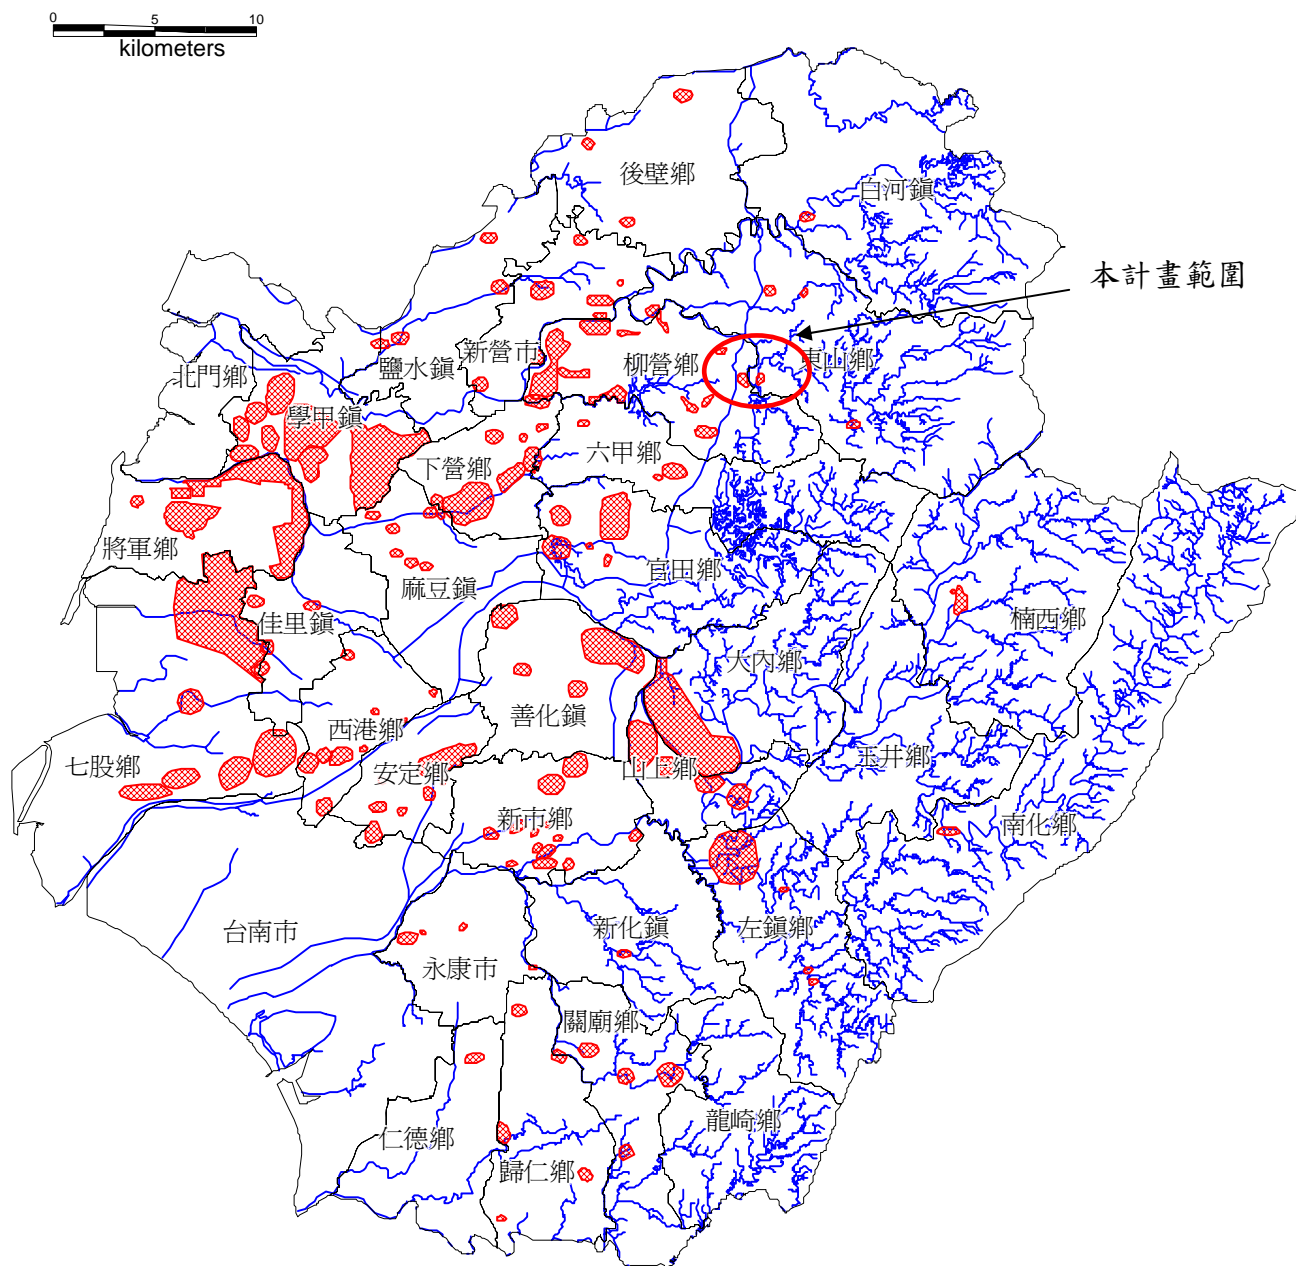 0 5 10
kilometers
後壁鄉
白河鎮
本計畫範圍
新營市
鹽水鎮
柳營鄉
東山鄉
北門鄉
學甲鎮
下營鄉
六甲鄉
將軍鄉
麻豆鎮
官田鄉
佳里鎮
楠西鄉
大內鄉
善化鎮
西港鄉
七股鄉
安定鄉
山上鄉
玉井鄉
新市鄉
南化鄉
台南市
新化鎮
左鎮鄉
永康市
關廟鄉
仁德鄉
龍崎鄉
歸仁鄉